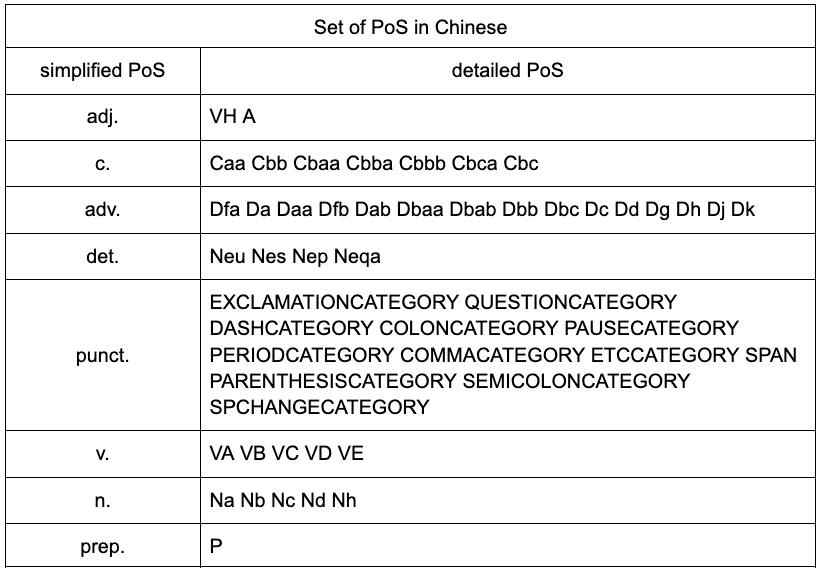 Set of PoS in Chinese
simplified PoS detailed PoS
adj. VH A
c. Caa Cbb Cbaa Cbba Cbbb Cbca Cbc
adv. Dfa Da Daa Dfb Dab Dbaa Dbab Dbb Dbc Dc Dd Dg Dh Dj Dk
det. Neu Nes Nep Neqa
punct.
EXCLAMATIONCATEGORY QUESTIONCATEGORY
DASHCATEGORY COLONCATEGORY PAUSECATEGORY
PERIODCATEGORY COMMACATEGORY ETCCATEGORY SPAN
PARENTHESISCATEGORY SEMICOLONCATEGORY
SPCHANGECATEGORY
v. VA VB VC VD VE
n. Na Nb Nc Nd Nh
prep. P